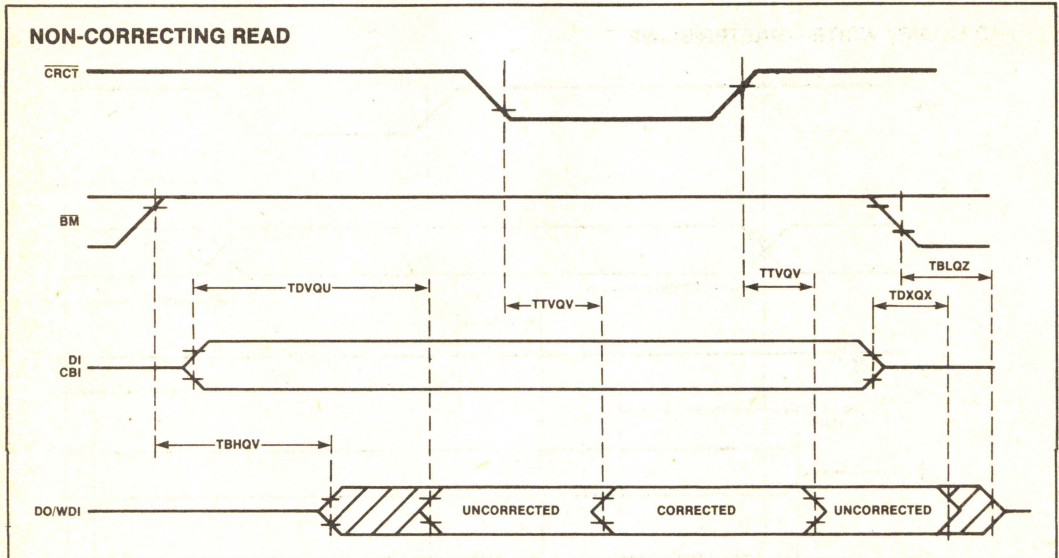 NON-CORRECTING READ
CRCT
BM
TBLQZ
TDVQU
TTVQV
TTVQV
TDXQX
DI
CBI
TBHQV
DO/WDI
UNCORRECTED
CORRECTED
UNCORRECTED